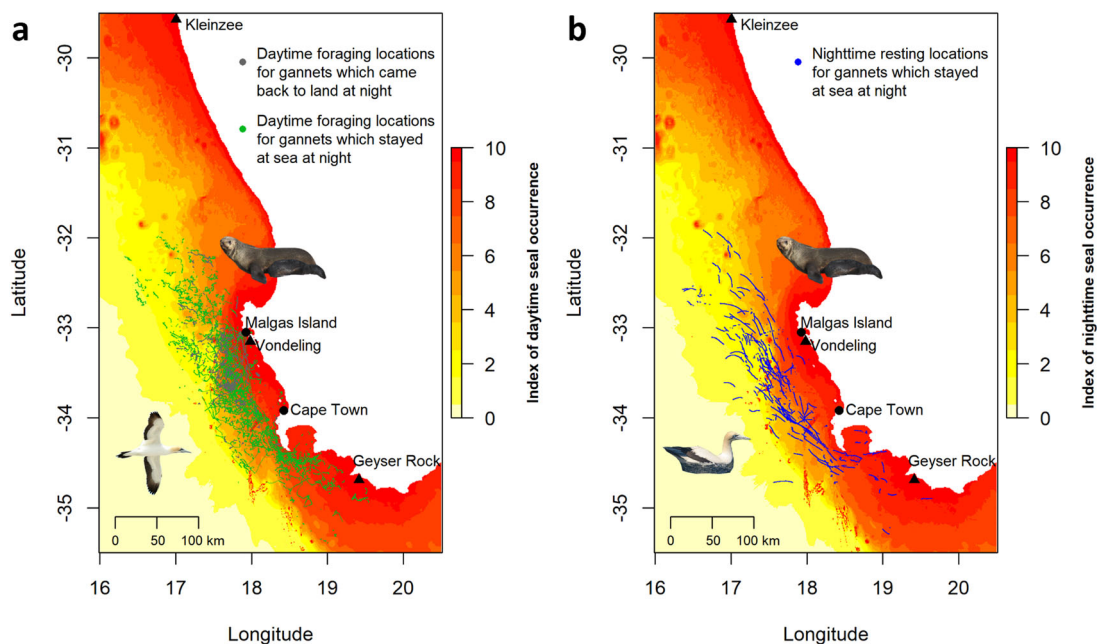 a
Kleinzee
Daytime foraging locations
for gannets which came
back to land at night
Daytime foraging locations
for gannets which stayed
at sea at night
Malgas Island
Vondeling
Cape Town
Geyser Rock
0 50 100 km
-30
-31
-32
-33
-34
-35
Latitude
16 17 18 19 20
Longitude
10
8
6
4
2
0
Index of daytime seal occurrence
b
Kleinzee
Nighttime resting locations
for gannets which stayed
at sea at night
Malgas Island
Vondeling
Cape Town
Geyser Rock
0 50 100 km
-30
-31
-32
-33
-34
-35
Latitude
16 17 18 19 20
Longitude
10
8
6
4
2
0
Index of nighttime seal occurrence